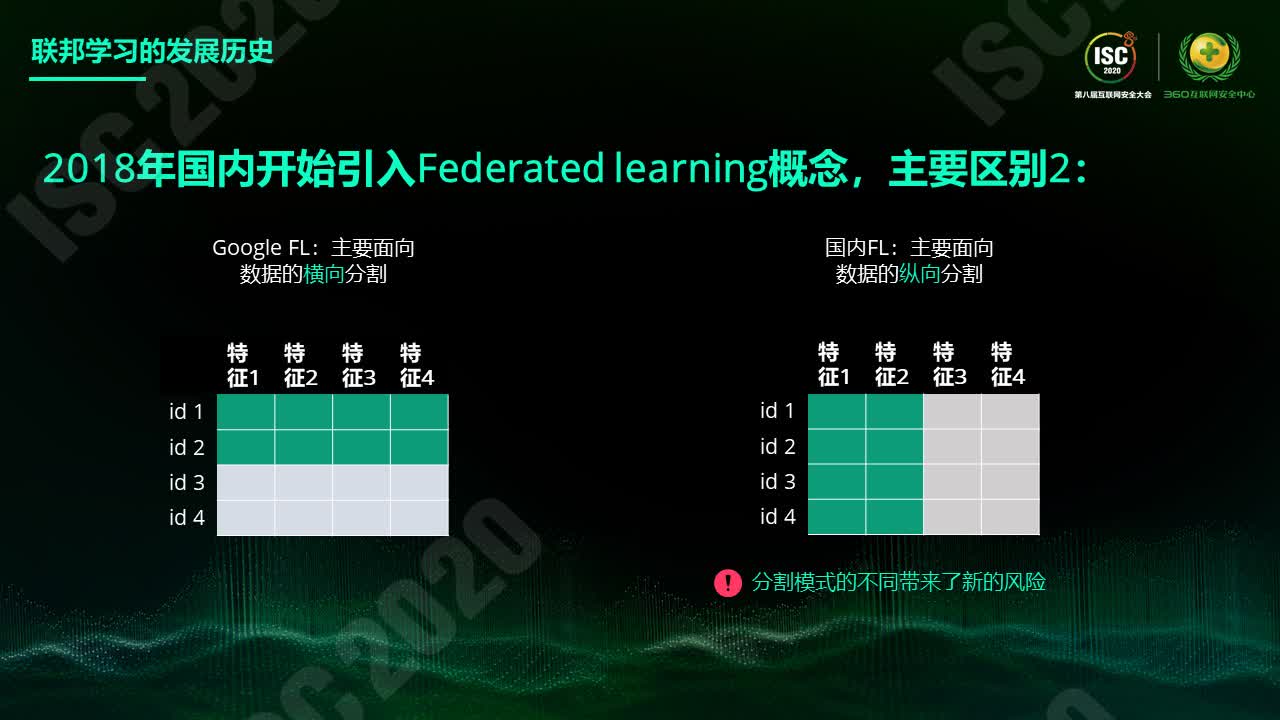 联邦学习的发展历史
ISC
2020
第八届互联网安全大会
360互联网安全中心
2018年国内开始引入Federated learning概念，主要区别2：
Google FL：主要面向
数据的横向分割
特征1 特征2 特征3 特征4
id 1
id 2
id 3
id 4
国内FL：主要面向
数据的纵向分割
特征1 特征2 特征3 特征4
id 1
id 2
id 3
id 4
! 分割模式的不同带来了新的风险
ISC2020
ISC2020
ISC2020